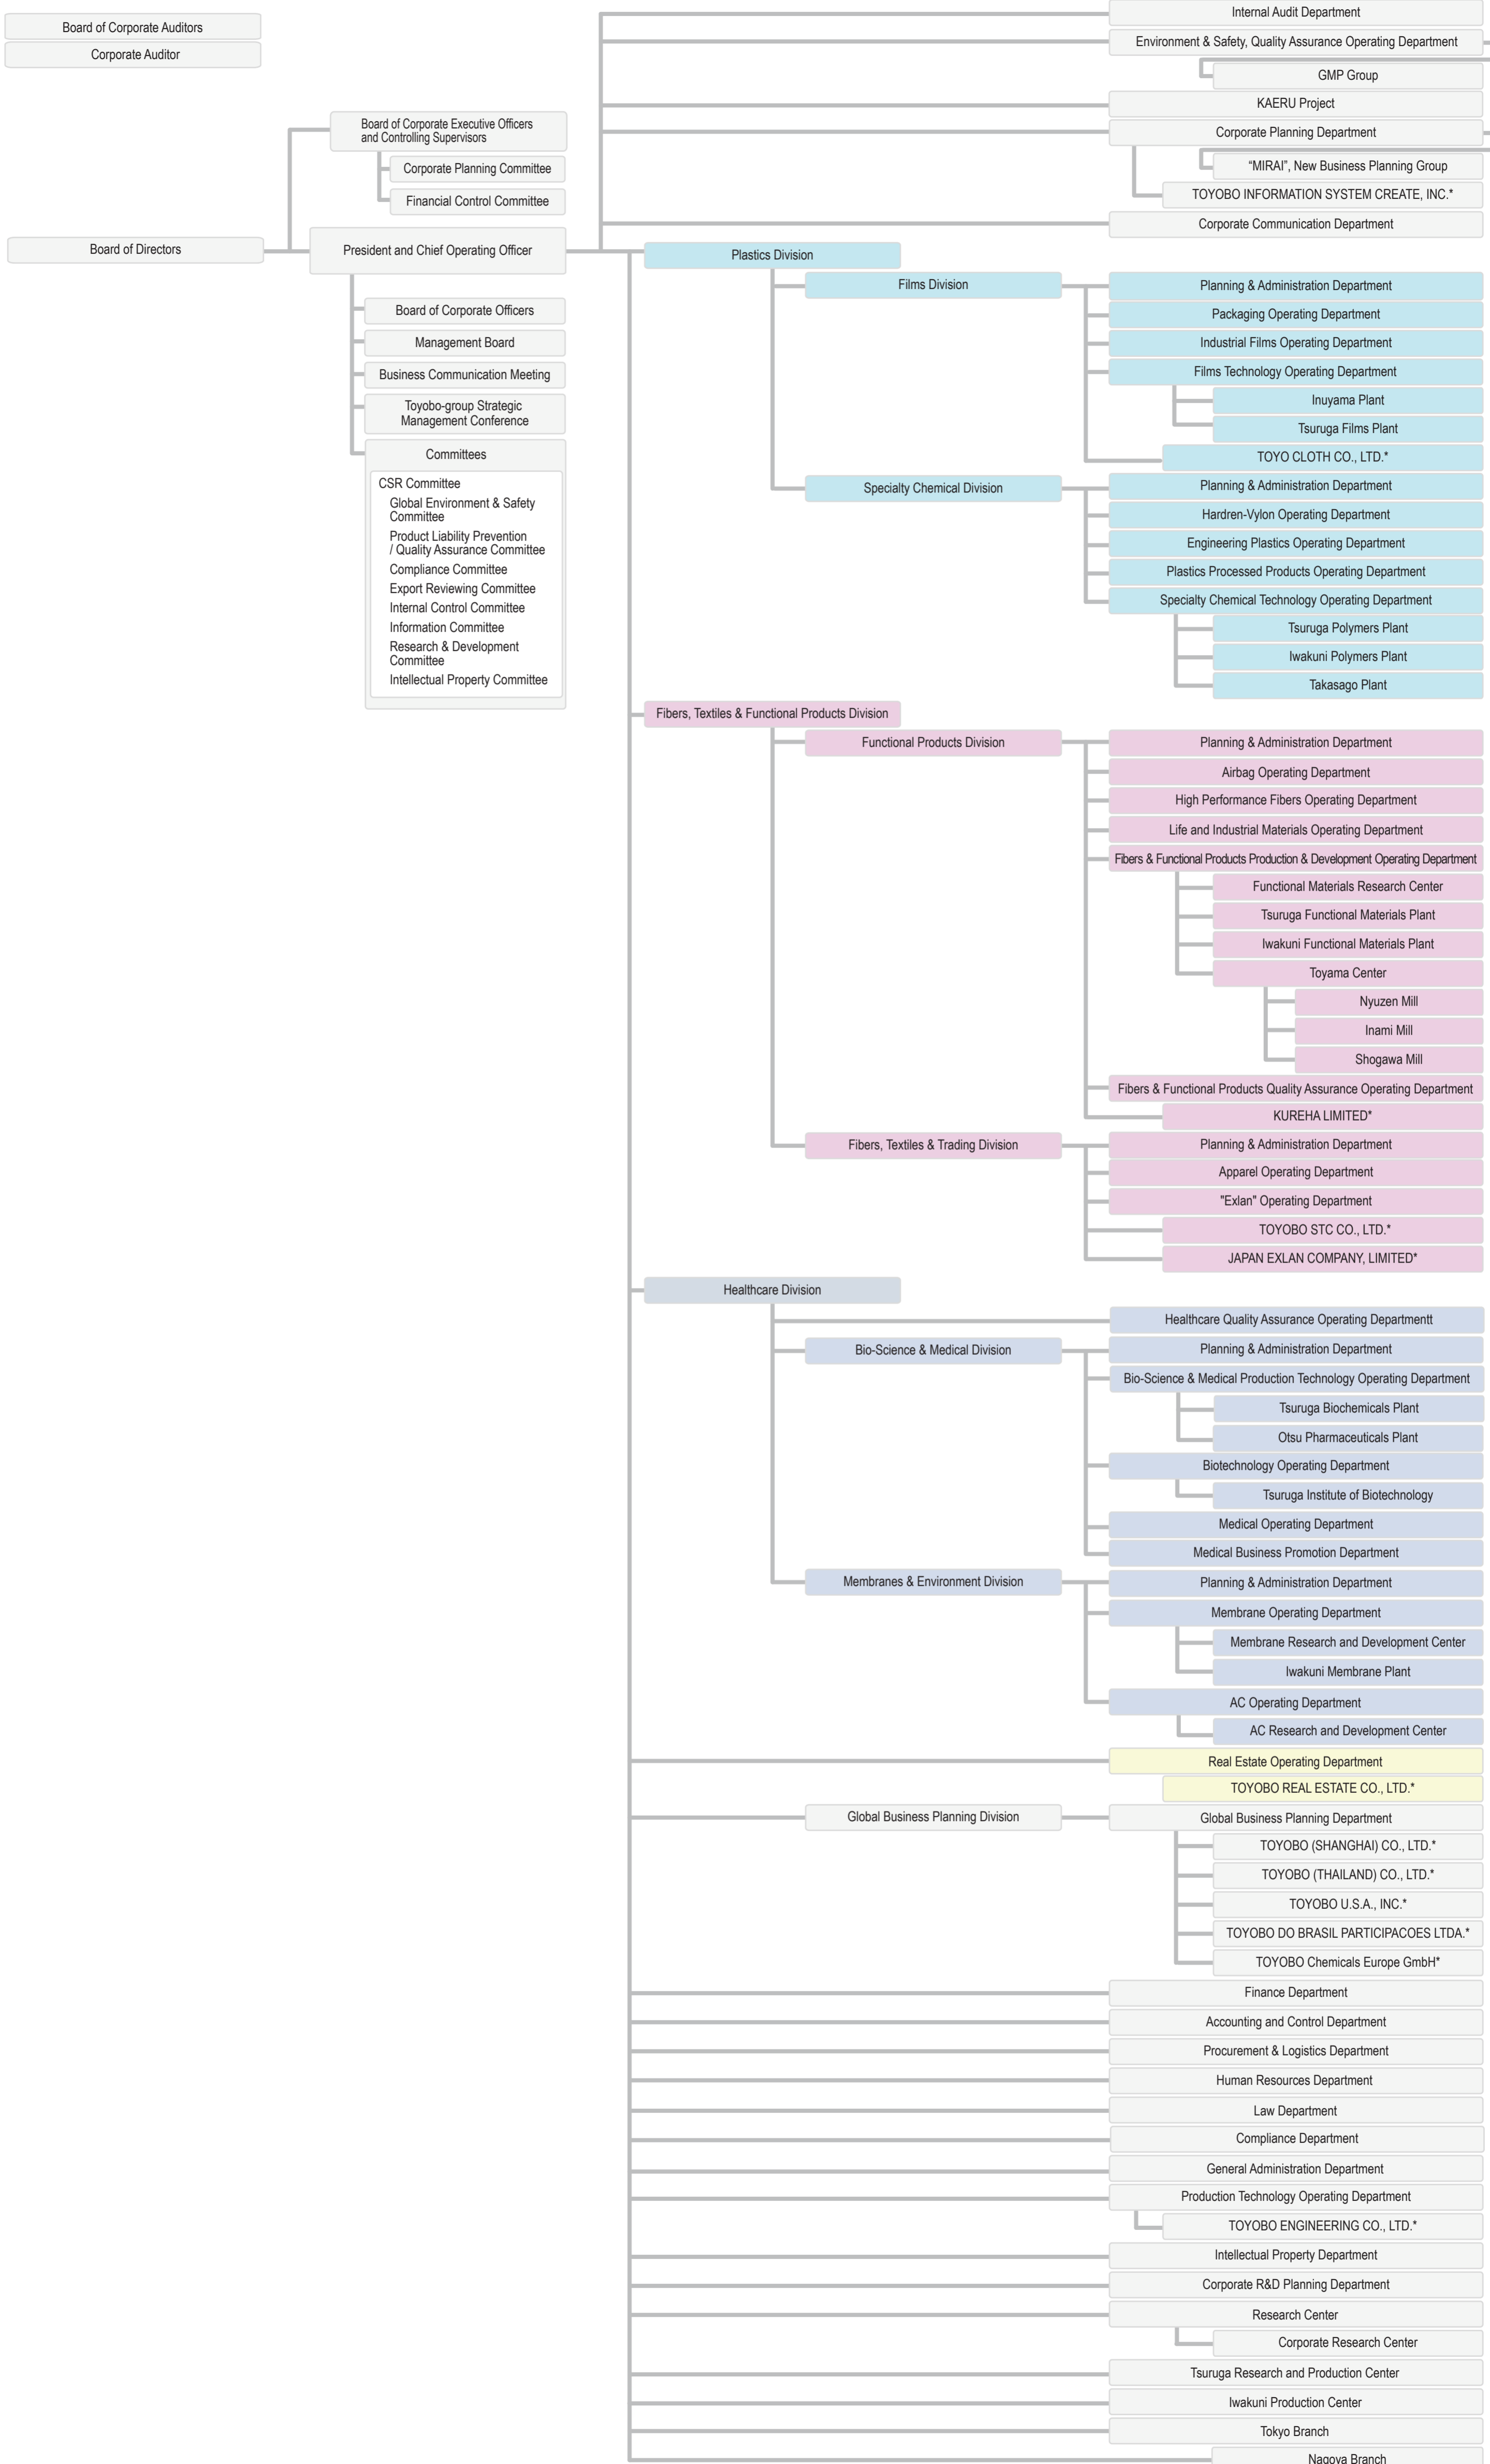 Board of Corporate Auditors
Corporate Auditor
Board of Directors
Board of Corporate Executive Officers
and Controlling Supervisors
Corporate Planning Committee
Financial Control Committee
President and Chief Operating Officer
Board of Corporate Officers
Management Board
Business Communication Meeting
Toyobo-group Strategic
Management Conference
Committees
CSR Committee
Global Environment & Safety
Committee
Product Liability Prevention
/ Quality Assurance Committee
Compliance Committee
Export Reviewing Committee
Internal Control Committee
Information Committee
Research & Development
Committee
Intellectual Property Committee
Internal Audit Department
Environment & Safety, Quality Assurance Operating Department
GMP Group
KAERU Project
Corporate Planning Department
“MIRAI”, New Business Planning Group
TOYOBO INFORMATION SYSTEM CREATE, INC.*
Corporate Communication Department
Plastics Division
Films Division
Planning & Administration Department
Packaging Operating Department
Industrial Films Operating Department
Films Technology Operating Department
Inuyama Plant
Tsuruga Films Plant
TOYO CLOTH CO., LTD.*
Specialty Chemical Division
Planning & Administration Department
Hardren-Vylon Operating Department
Engineering Plastics Operating Department
Plastics Processed Products Operating Department
Specialty Chemical Technology Operating Department
Tsuruga Polymers Plant
Iwakuni Polymers Plant
Takasago Plant
Fibers, Textiles & Functional Products Division
Functional Products Division
Planning & Administration Department
Airbag Operating Department
High Performance Fibers Operating Department
Life and Industrial Materials Operating Department
Fibers & Functional Products Production & Development Operating Department
Functional Materials Research Center
Tsuruga Functional Materials Plant
Iwakuni Functional Materials Plant
Toyama Center
Nyuzen Mill
Inami Mill
Shogawa Mill
Fibers & Functional Products Quality Assurance Operating Department
KUREHA LIMITED*
Fibers, Textiles & Trading Division
Planning & Administration Department
Apparel Operating Department
"Exlan" Operating Department
TOYOBO STC CO., LTD.*
JAPAN EXLAN COMPANY, LIMITED*
Healthcare Division
Healthcare Quality Assurance Operating Departmentt
Bio-Science & Medical Division
Planning & Administration Department
Bio-Science & Medical Production Technology Operating Department
Tsuruga Biochemicals Plant
Otsu Pharmaceuticals Plant
Biotechnology Operating Department
Tsuruga Institute of Biotechnology
Medical Operating Department
Medical Business Promotion Department
Membranes & Environment Division
Planning & Administration Department
Membrane Operating Department
Membrane Research and Development Center
Iwakuni Membrane Plant
AC Operating Department
AC Research and Development Center
Real Estate Operating Department
TOYOBO REAL ESTATE CO., LTD.*
Global Business Planning Division
Global Business Planning Department
TOYOBO (SHANGHAI) CO., LTD.*
TOYOBO (THAILAND) CO., LTD.*
TOYOBO U.S.A., INC.*
TOYOBO DO BRASIL PARTICIPACOES LTDA.*
TOYOBO Chemicals Europe GmbH*
Finance Department
Accounting and Control Department
Procurement & Logistics Department
Human Resources Department
Law Department
Compliance Department
General Administration Department
Production Technology Operating Department
TOYOBO ENGINEERING CO., LTD.*
Intellectual Property Department
Corporate R&D Planning Department
Research Center
Corporate Research Center
Tsuruga Research and Production Center
Iwakuni Production Center
Tokyo Branch
Nagoya Branch